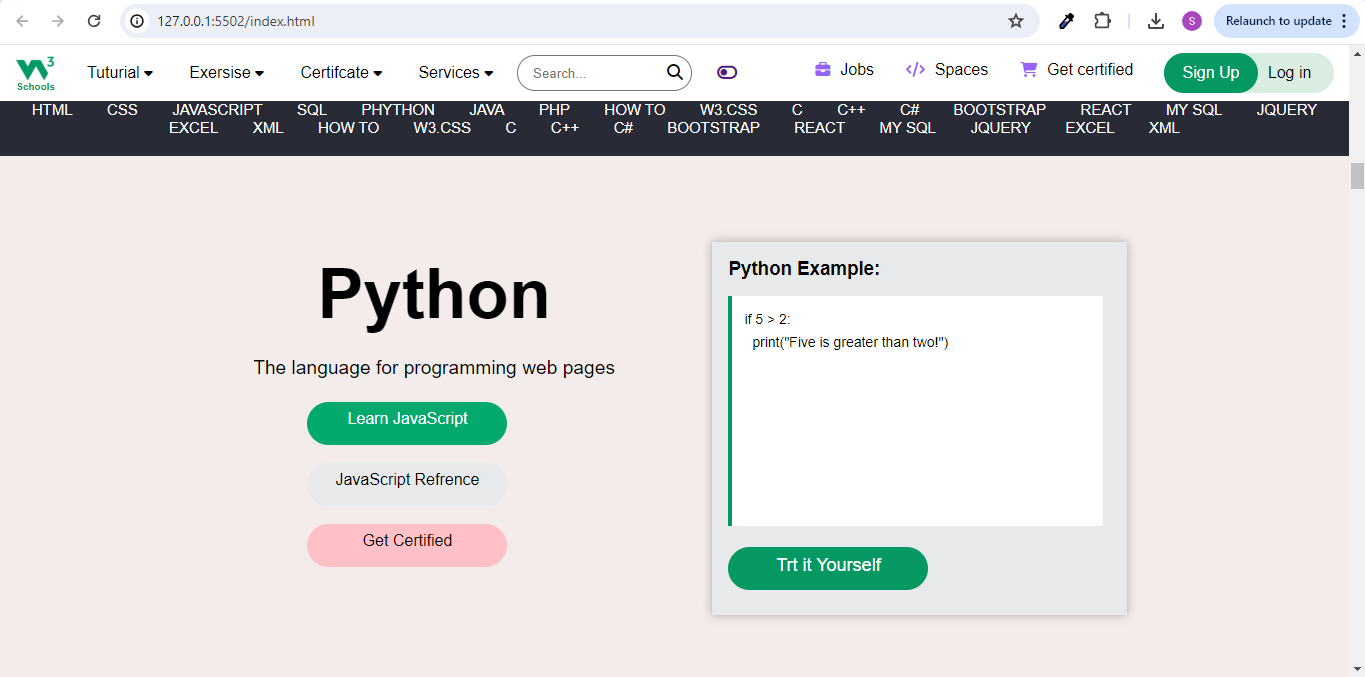 127.0.0.1:5502/index.html S Relaunch to update
W 3 Schools Tuturial Exersise Certifcate Services Search... Jobs Spaces Get certified Sign Up Log in
HTML CSS JAVASCRIPT SQL PHYTHON JAVA PHP HOW TO W3.CSS C C++ C# BOOTSTRAP REACT MY SQL JQUERY
EXCEL XML HOW TO W3.CSS C C++ C# BOOTSTRAP REACT MY SQL JQUERY EXCEL XML
Python
The language for programming web pages
Learn JavaScript
JavaScript Refrence
Get Certified
Python Example:
if 5 > 2:
print("Five is greater than two!")
Trt it Yourself